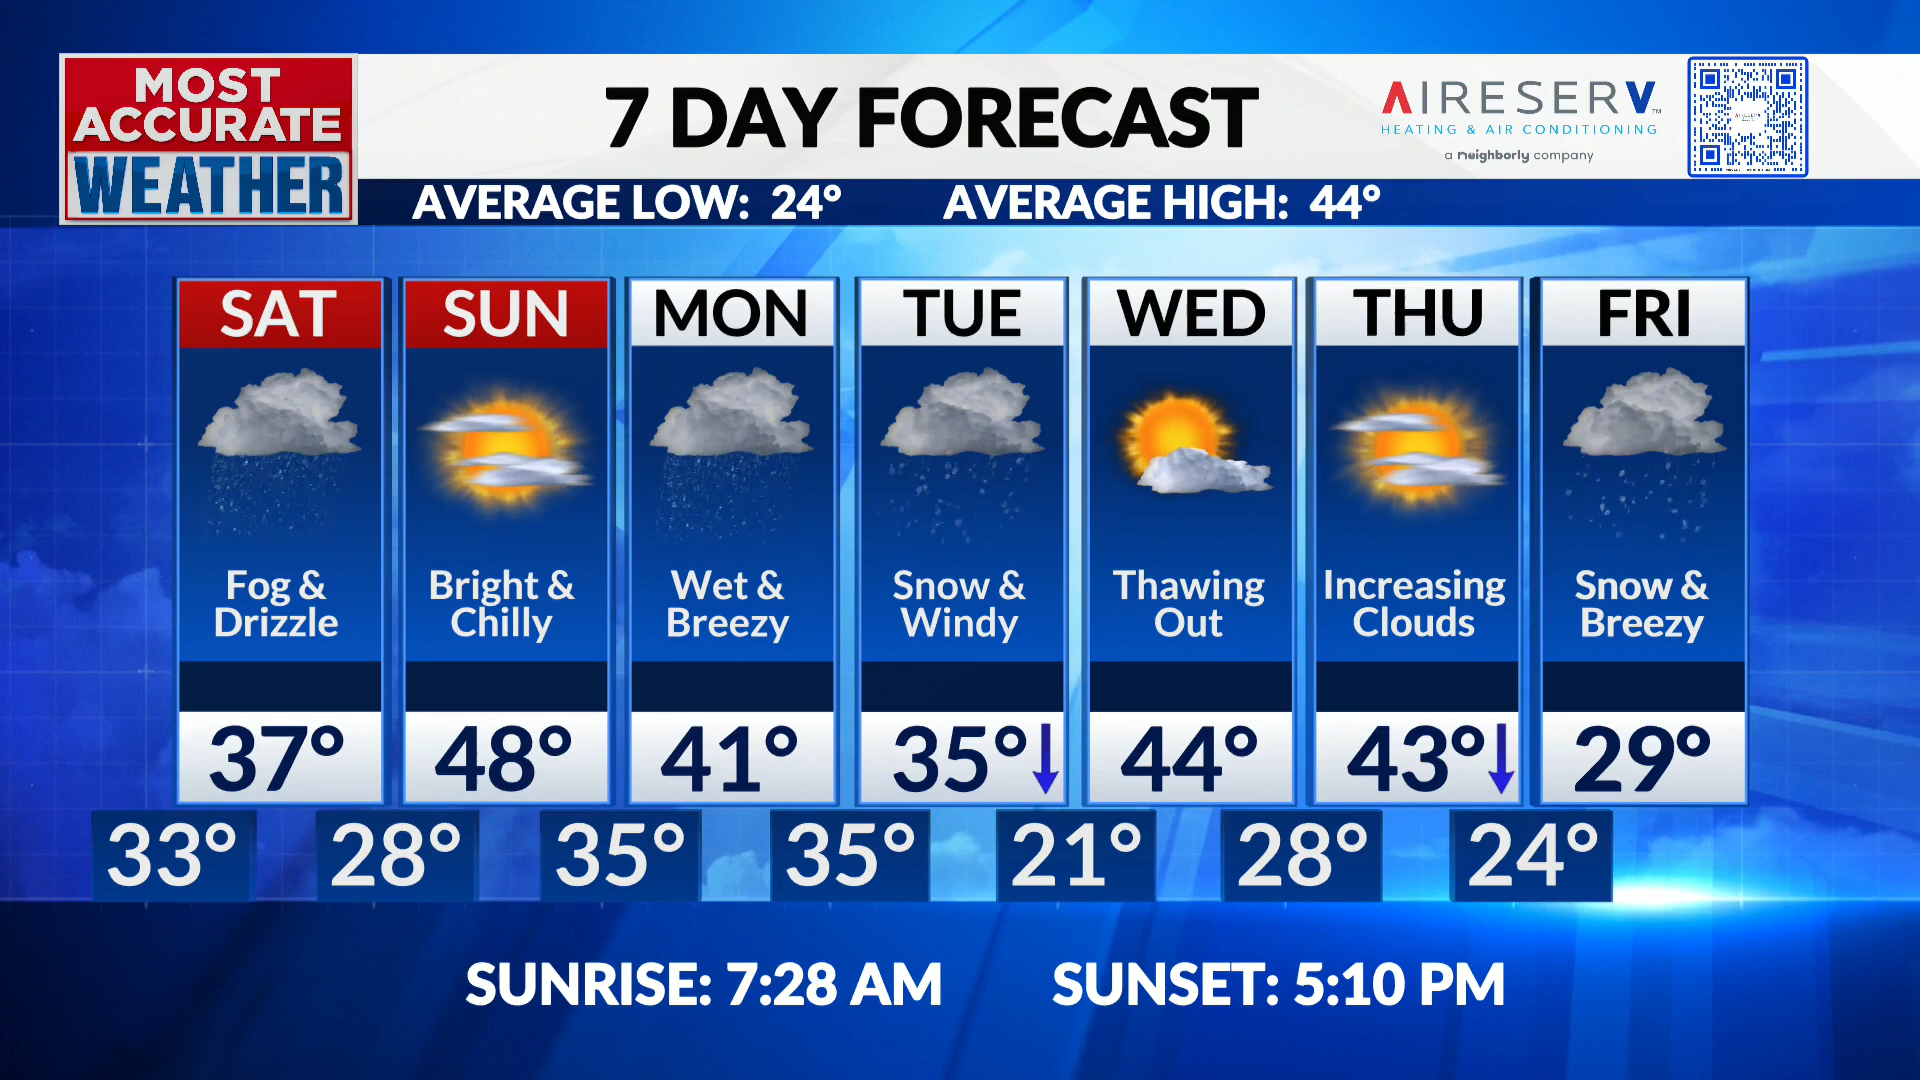 MOST
ACCURATE
WEATHER
7 DAY FORECAST
AIRESERV™
HEATING & AIR CONDITIONING
a neighborly company
AVERAGE LOW: 24° AVERAGE HIGH: 44°
SAT SUN MON TUE WED THU FRI
Fog & Bright & Wet & Snow & Thawing Increasing Snow &
Drizzle Chilly Breezy Windy Out Clouds Breezy
37° 48° 41° 35° 44° 43° 29°
33° 28° 35° 35° 21° 28° 24°
SUNRISE: 7:28 AM SUNSET: 5:10 PM